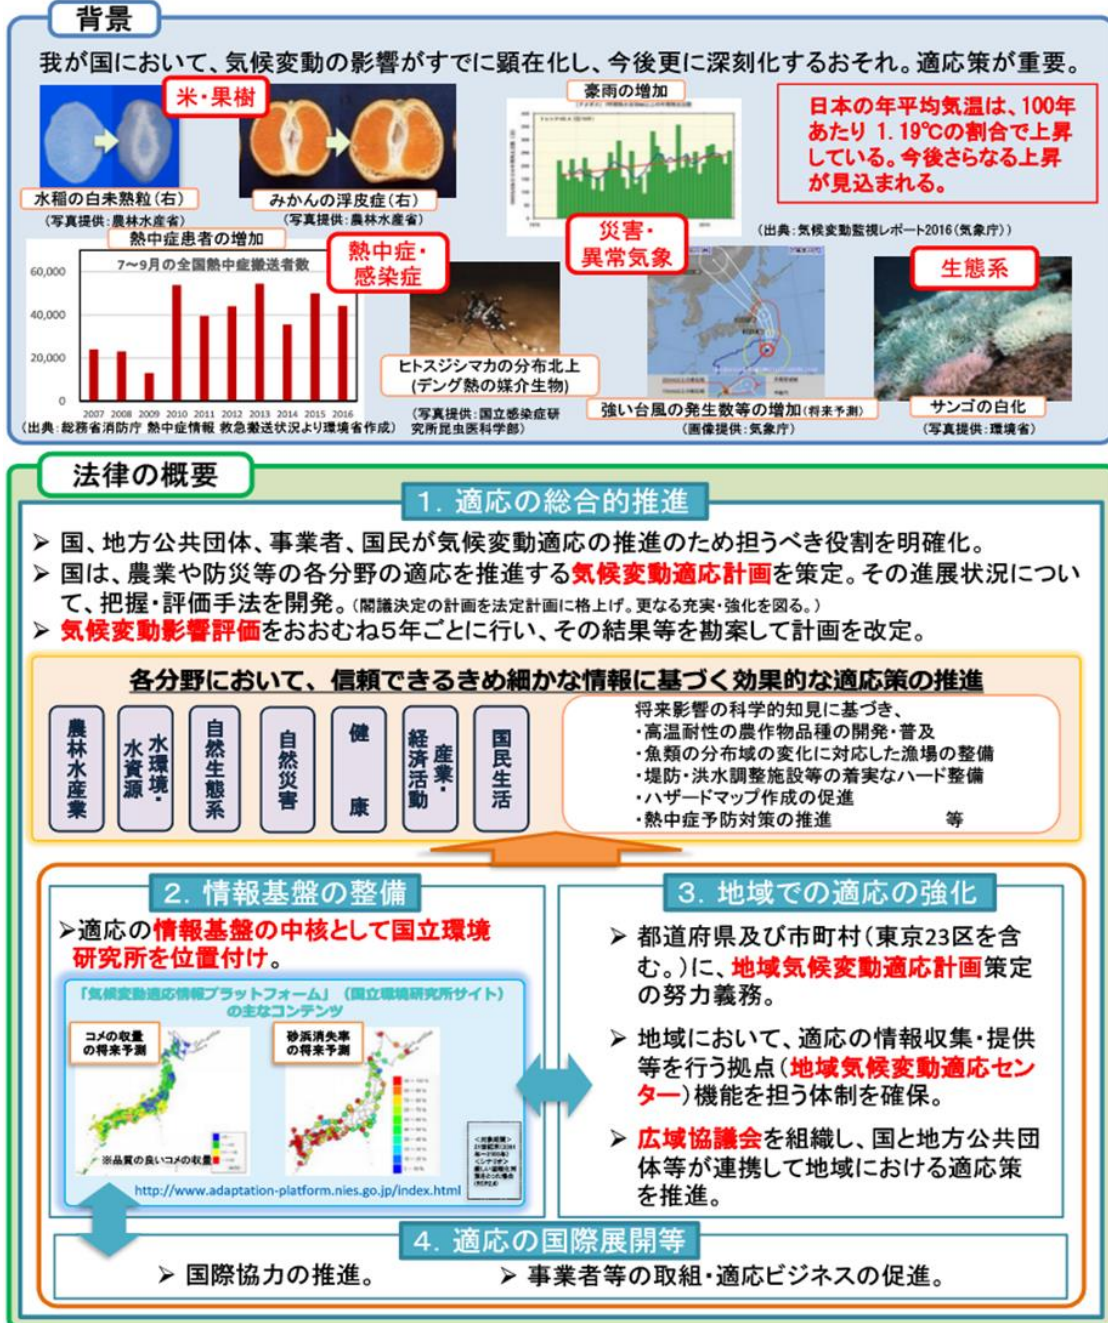 背景
我が国において、気候変動の影響がすでに顕在化し、今後更に深刻化するおそれ。適応策が重要。
米・果樹
水稲の白未熟粒(右)
(写真提供:農林水産省)
みかんの浮皮症(右)
(写真提供:農林水産省)
豪雨の増加
日本の年平均気温は、100年
あたり 1.19℃の割合で上昇
している。今後さらなる上昇
が見込まれる。
(出典:気候変動監視レポート2016(気象庁))
熱中症患者の増加
7~9月の全国熱中症搬送者数
60,000
40,000
20,000
0
2007 2008 2009 2010 2011 2012 2013 2014 2015 2016
(出典:総務省消防庁 熱中症情報 救急搬送状況より環境省作成)
熱中症・
感染症
ヒトスジシマカの分布北上
(デング熱の媒介生物)
(写真提供:国立感染症研
究所昆虫医科学部)
災害・
異常気象
強い台風の発生数等の増加(将来予測)
(画像提供:気象庁)
生態系
サンゴの白化
(写真提供:環境省)
法律の概要
1. 適応の総合的推進
➢ 国、地方公共団体、事業者、国民が気候変動適応の推進のため担うべき役割を明確化。
➢ 国は、農業や防災等の各分野の適応を推進する気候変動適応計画を策定。その進展状況につい
て、把握・評価手法を開発。(閣議決定の計画を法定計画に格上げ。更なる充実・強化を図る。)
➢ 気候変動影響評価をおおむね5年ごとに行い、その結果等を勘案して計画を改定。
各分野において、信頼できるきめ細かな情報に基づく効果的な適応策の推進
農林水産業
水環境・
水資源
自然生態系
自然災害
健 康
産業・
経済活動
国民生活
将来影響の科学的知見に基づき、
・高温耐性の農作物品種の開発・普及
・魚類の分布域の変化に対応した漁場の整備
・堤防・洪水調整施設等の着実なハード整備
・ハザードマップ作成の促進
・熱中症予防対策の推進 等
2. 情報基盤の整備
➢適応の情報基盤の中核として国立環境
研究所を位置付け。
「気候変動適応情報プラットフォーム」(国立環境研究所サイト)
の主なコンテンツ
コメの収量
の将来予測
砂浜消失率
の将来予測
※品質の良いコメの収量
http://www.adaptation-platform.nies.go.jp/index.html
3. 地域での適応の強化
➢ 都道府県及び市町村(東京23区を含
む。)に、地域気候変動適応計画策定
の努力義務。
➢ 地域において、適応の情報収集・提供
等を行う拠点(地域気候変動適応セン
ター)機能を担う体制を確保。
➢ 広域協議会を組織し、国と地方公共団
体等が連携して地域における適応策
を推進。
4. 適応の国際展開等
➢ 国際協力の推進。
➢ 事業者等の取組・適応ビジネスの促進。